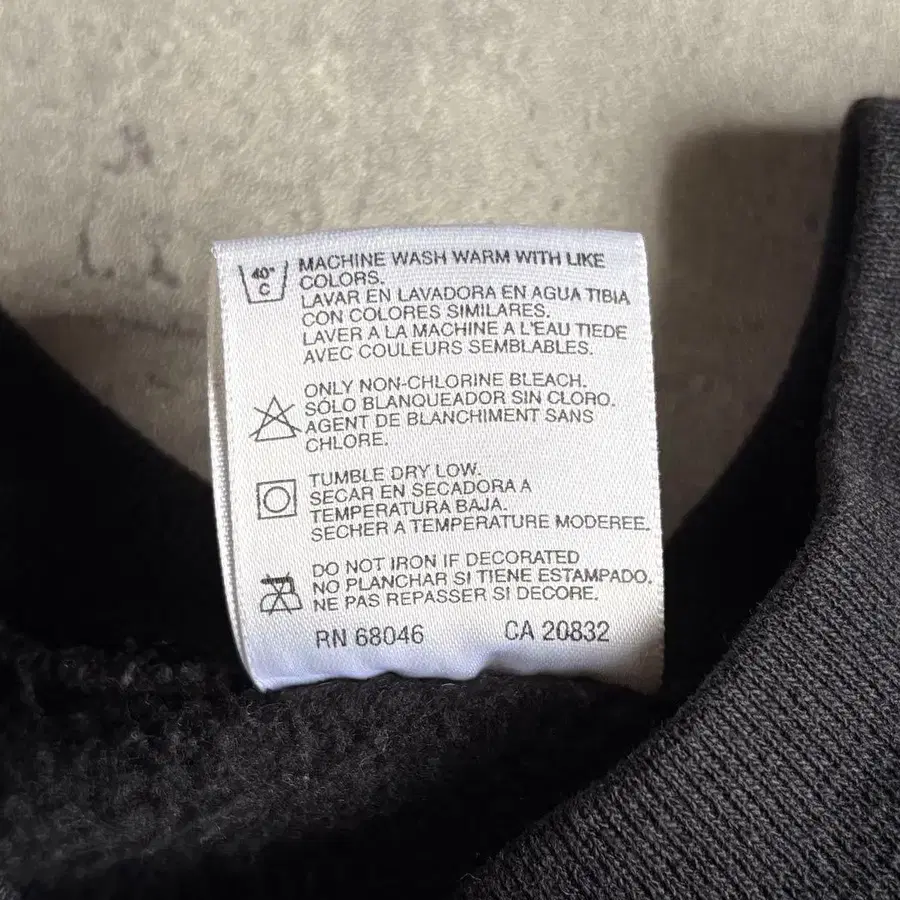 40°
C
MACHINE WASH WARM WITH LIKE
COLORS.
LAVAR EN LAVADORA EN AGUA TIBIA
CON COLORES SIMILARES.
LAVER A LA MACHINE A L'EAU TIEDE
AVEC COULEURS SEMBLABLES.
ONLY NON-CHLORINE BLEACH.
SÓLO BLANQUEADOR SIN CLORO.
AGENT DE BLANCHIMENT SANS
CHLORE.
TUMBLE DRY LOW.
SECAR EN SECADORA A
TEMPERATURA BAJA.
SECHER A TEMPERATURE MODEREE.
DO NOT IRON IF DECORATED
NO PLANCHAR SI TIENE ESTAMPADO.
NE PAS REPASSER SI DECORE.
RN 68046 CA 20832